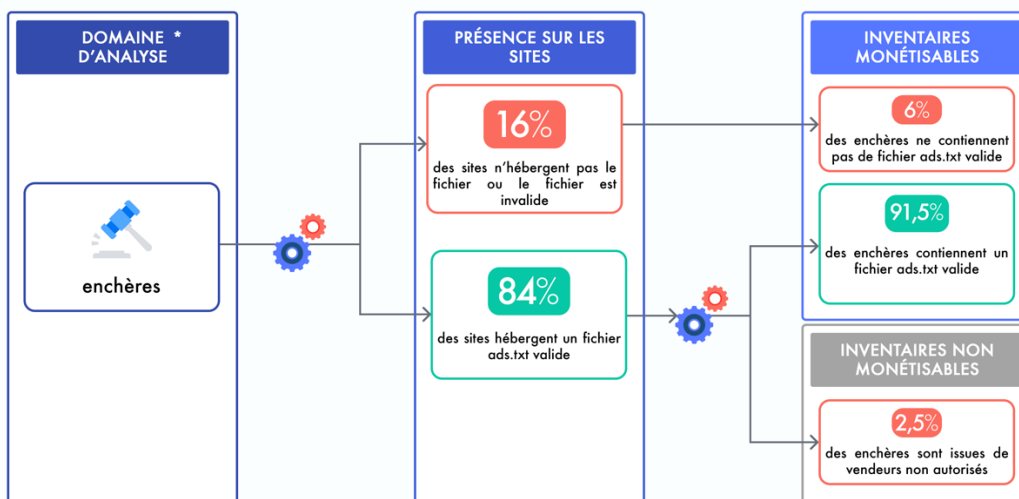 DOMAINE *
D'ANALYSE
enchères
PRÉSENCE SUR LES
SITES
16%
des sites n'hébergent pas le
fichier ou le fichier est
invalide
84%
des sites hébergent un fichier
ads.txt valide
INVENTAIRES
MONÉTISABLES
6%
des enchères ne contiennent
pas de fichier ads.txt valide
91,5%
des enchères contiennent un
fichier ads.txt valide
INVENTAIRES NON
MONÉTISABLES
2,5%
des enchères sont issues de
vendeurs non autorisés